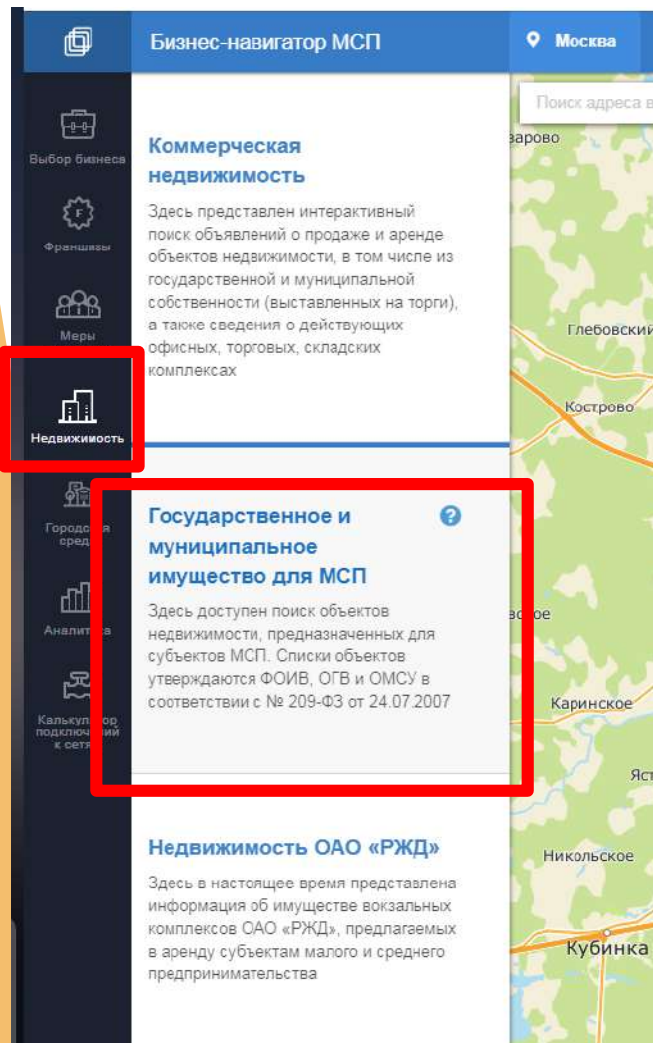 Бизнес-навигатор МСП
Москва
Поиск адреса в
Выбор бизнеса
Франшизы
Меры
Недвижимость
Аналитика
Калькулятор
подключений
Коммерческая
недвижимость
Здесь представлен интерактивный
поиск объявлений о продаже и аренде
объектов недвижимости, в том числе из
государственной и муниципальной
собственности (выставленных на торги),
а также сведения о действующих
офисных, торговых, складских
комплексах
Государственное и
муниципальное
имущество для МСП
Здесь доступен поиск объектов
недвижимости, предназначенных для
субъектов МСП. Списки объектов
утверждаются ФОИВ, ОГВ и ОМСУ в
соответствии с № 209-ФЗ от 24.07.2007
Недвижимость ОАО «РЖД»
Здесь в настоящее время представлена
информация об имуществе вокзальных
комплексов ОАО «РЖД», предлагаемых
в аренду субъектам малого и среднего
предпринимательства
Глебовский
Кострово
Каринское
Никольское
Кубинка